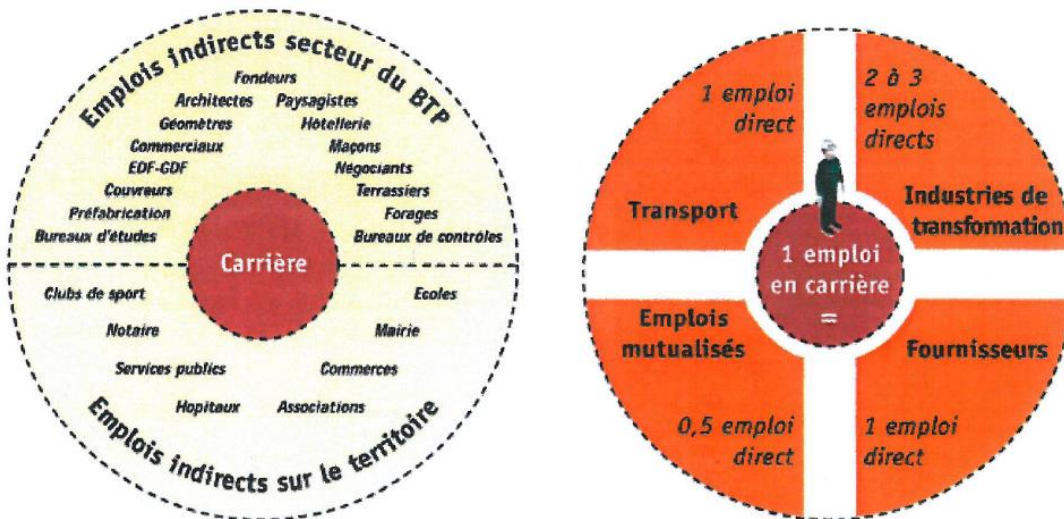 Emplois indirects secteur du BTP
Fondeurs
Architectes
Paysagistes
Géomètres
Hôtellerie
Commerciaux
Maçons
EDF-GDF
Négociants
Couvreurs
Terrassiers
Préfabrication
Forages
Bureaux d'études
Bureaux de contrôles
Carrière
Clubs de sport
Ecoles
Notaire
Mairie
Services publics
Commerces
Hopitaux
Associations
Emplois indirects sur le territoire
1 emploi
direct
Transport
2 à 3
emplois
directs
Industries de
transformation
1 emploi
en carrière
=
Emplois
mutualisés
0,5 emploi
direct
Fournisseurs
1 emploi
direct